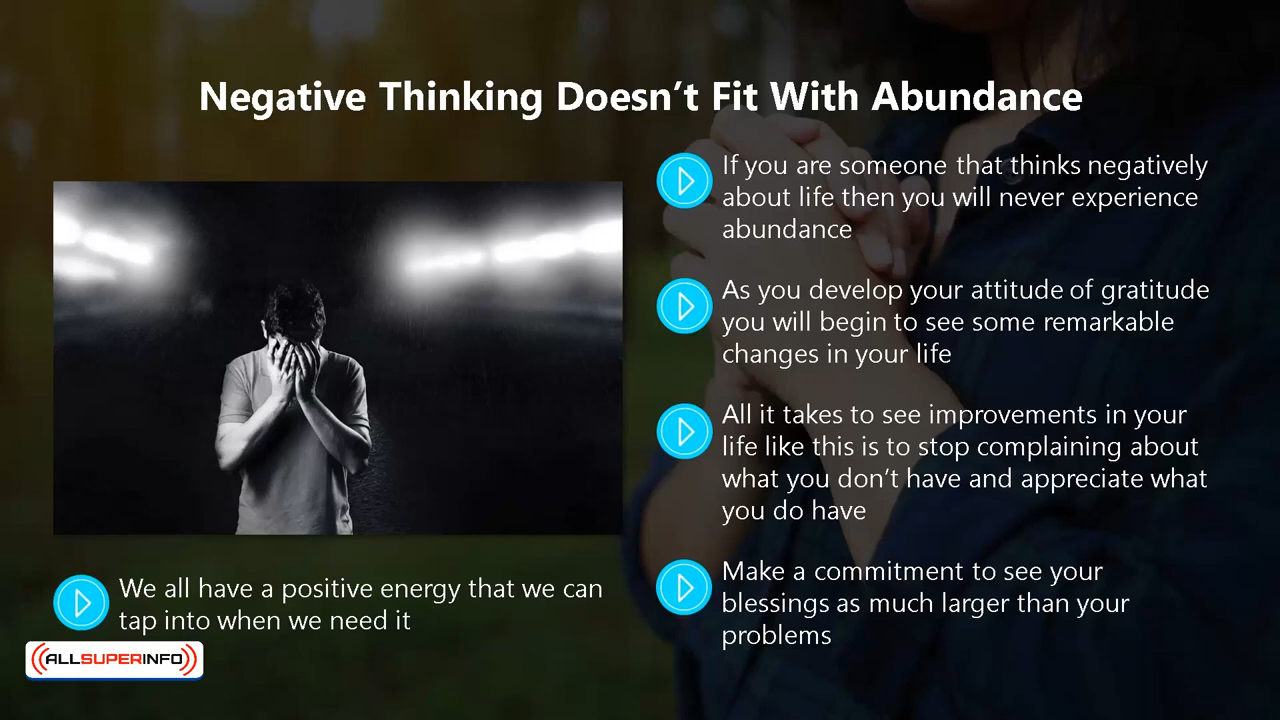 Negative Thinking Doesn’t Fit With Abundance
We all have a positive energy that we can
tap into when we need it
If you are someone that thinks negatively
about life then you will never experience
abundance
As you develop your attitude of gratitude
you will begin to see some remarkable
changes in your life
All it takes to see improvements in your
life like this is to stop complaining about
what you don’t have and appreciate what
you do have
Make a commitment to see your
blessings as much larger than your
problems
ALLSUPERINFO